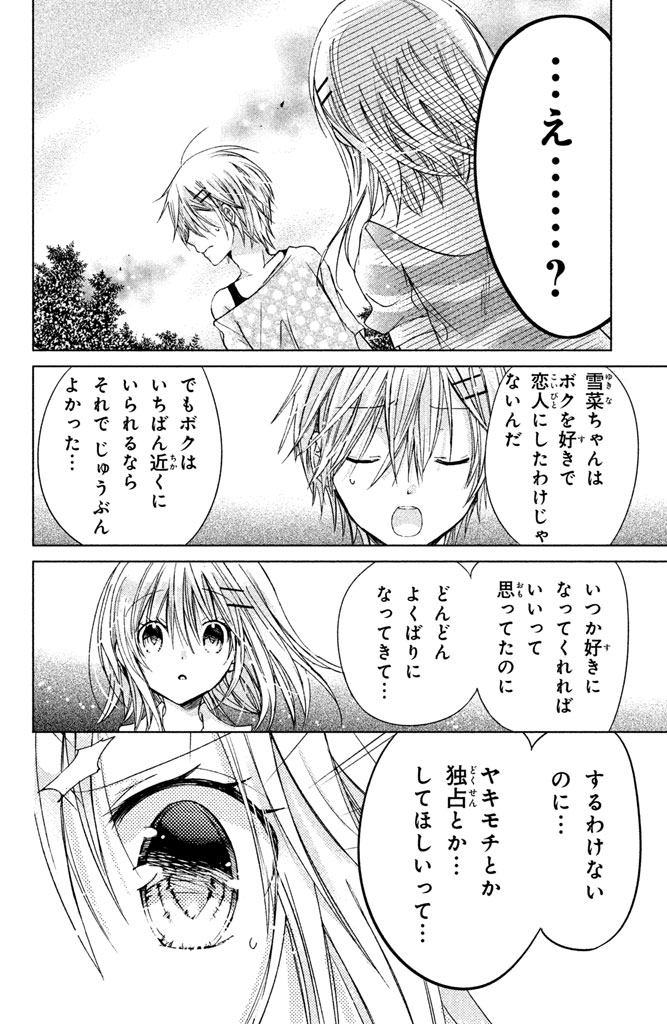 …え……？
雪菜ちゃんは
ボクを好きで
恋人にしたわけじゃ
ないんだ
でもボクは
いちばん近くに
いられるなら
それで じゅうぶん
よかった…
いつか好きに
なってくれれば
いいって
思ってたのに
どんどん
よくばりに
なってきて…
するわけない
のに…
ヤキモチとか
独占とか…
してほしいって…